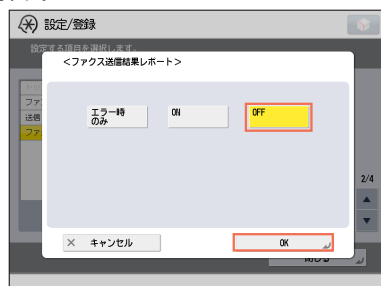 設定/登録
設定する項目を選択します。
<ファクス送信結果レポート>
エラー時
のみ
ON
OFF
ファ
送信
ファ
2/4
× キャンセル
OK
閉じる